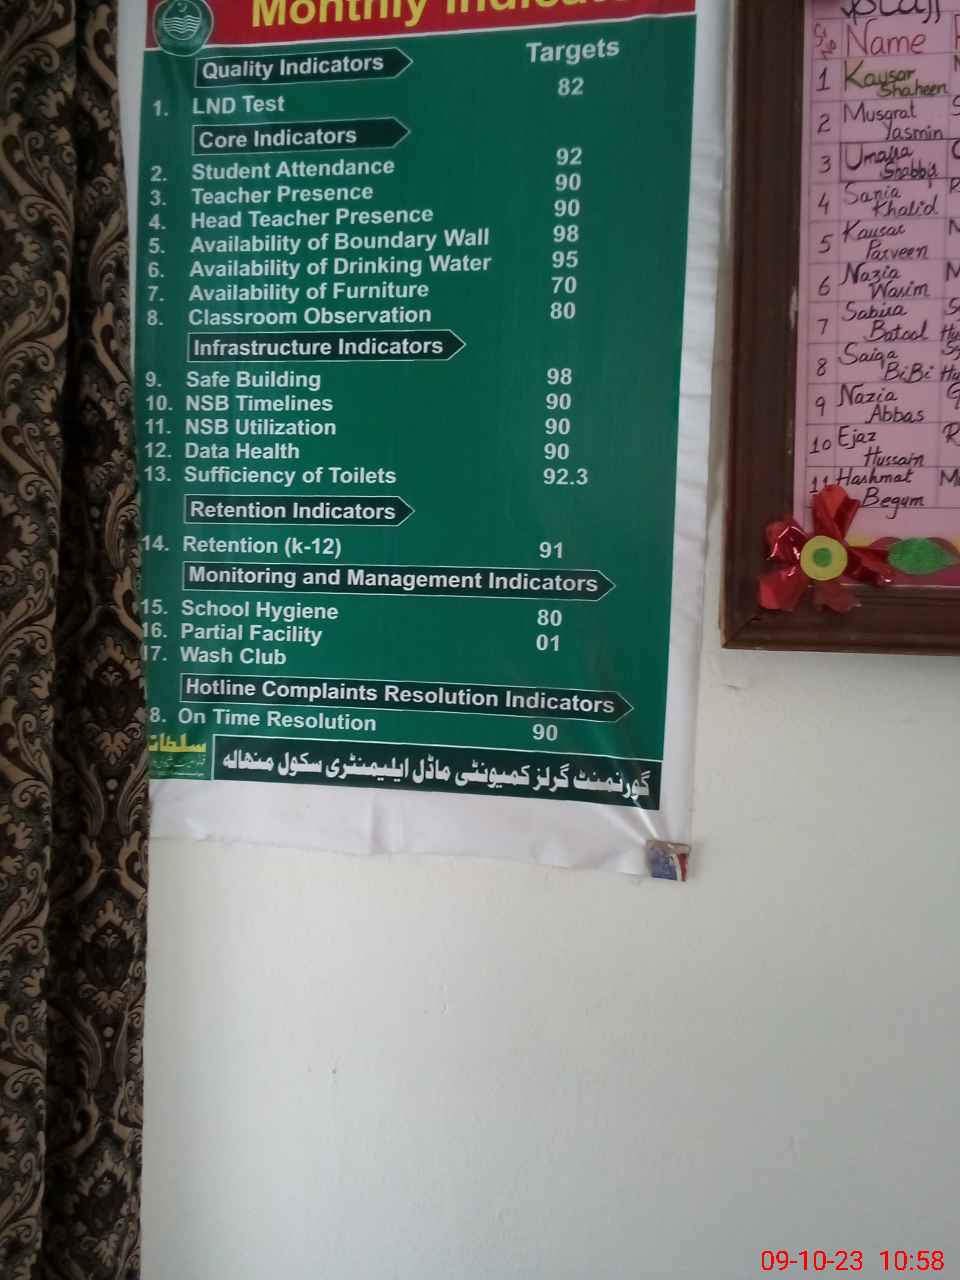 Monthly
Targets
Quality Indicators
1. LND Test 82
Core Indicators
2. Student Attendance 92
3. Teacher Presence 90
4. Head Teacher Presence 90
5. Availability of Boundary Wall 98
6. Availability of Drinking Water 95
7. Availability of Furniture 70
8. Classroom Observation 80
Infrastructure Indicators
9. Safe Building 98
10. NSB Timelines 90
11. NSB Utilization 90
12. Data Health 90
13. Sufficiency of Toilets 92.3
Retention Indicators
14. Retention (k-12) 91
Monitoring and Management Indicators
15. School Hygiene 80
16. Partial Facility 01
17. Wash Club
Hotline Complaints Resolution Indicators
8. On Time Resolution 90
گورنمنٹ گرلز کمیونٹی ماڈل ایلیمنٹری سکول منھالہ
Staff
Name
1 Kausar
Shaheen
2 Musarat
Yasmin
3
4 Sania
Khalid
5 Kausar
Parveen
6 Nazia
Wasim
7 Sabira
Batool
8 Saiqa
BiBi
9 Nazia
Abbas
10 Ejaz
Hussain
11 Hashmat
Begum
09-10-23 10:58